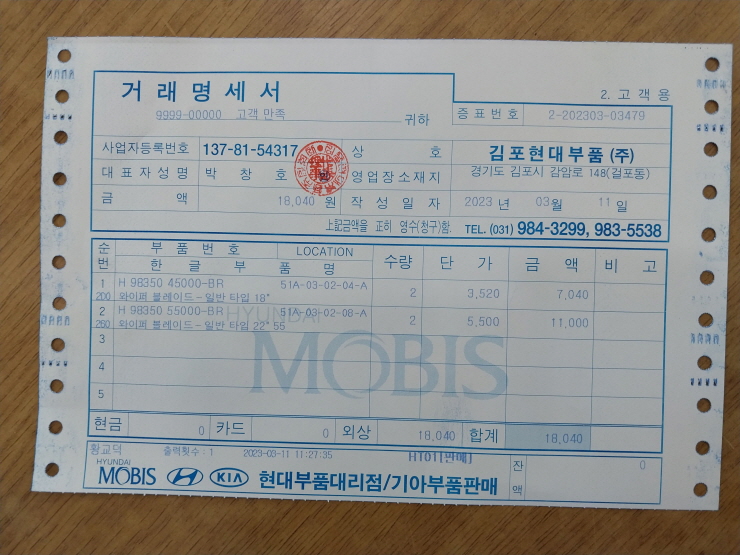 거래명세서
2. 고객용
9999-00000 고객 만족 귀하
증표번호 2-202303-03479
사업자등록번호 137-81-54317 상 호 김포현대부품 (주)
대표자성명 박 창 호 영업장소재지 경기도 김포시 감암로 148(걸포동)
금 액 18,040 원 작성일자 2023 년 03 월 11 일
上記금액을 正히 영수(청구)함. TEL. (031) 984-3299, 983-5538
순번 부품번호 LOCATION 수량 단 가 금 액 비 고
한글부품명
1 H 98350 45000-BR 51A-03-02-04-A 2 3,520 7,040
200 와이퍼 블레이드-일반 타입 18"
2 H 98350 55000-BR 51A-03-02-08-A 2 5,500 11,000
260 와이퍼 블레이드-일반 타입 22" 55
HYUNDAI
MOBIS
3
4
5
현금 0 카드 0 외상 18,040 합계 18,040
황교덕 출력횟수 : 1 2023-03-11 11:27:35 HT01[판매] 잔액 0
HYUNDAI
MOBIS HYUNDAI KIA 현대부품대리점/기아부품판매